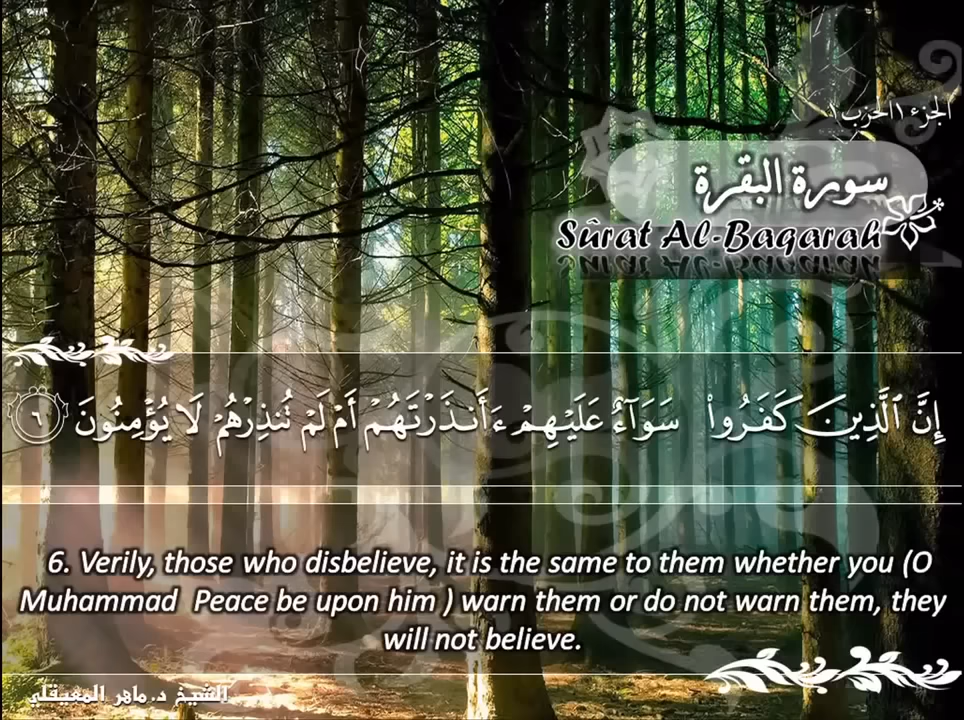 الجزء ١ الحزب ١
سورة البقرة
Sûrat Al-Baqarah
إِنَّ ٱلَّذِينَ كَفَرُوا۟ سَوَآءٌ عَلَيْهِمْ ءَأَنذَرْتَهُمْ أَمْ لَمْ تُنذِرْهُمْ لَا يُؤْمِنُونَ ٦
6. Verily, those who disbelieve, it is the same to them whether you (O
Muhammad Peace be upon him ) warn them or do not warn them, they
will not believe.
الشيخ د. ماهر المعيقلي